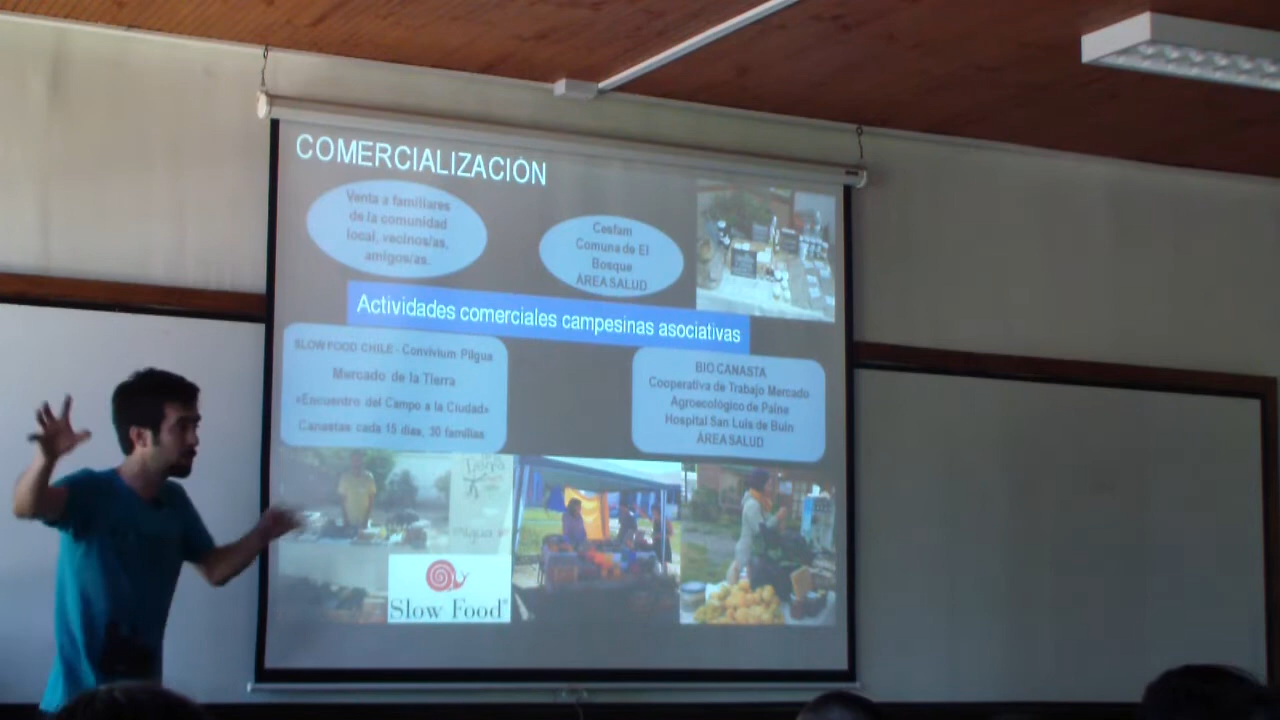 COMERCIALIZACIÓN
Venta a familiares
de la comunidad
local, vecinos/as,
amigos/as.
Cesfam
Comuna de El
Bosque
ÁREA SALUD
Actividades comerciales campesinas asociativas
SLOW FOOD CHILE - Convivium Pilgua
Mercado de la Tierra
«Encuentro del Campo a la Ciudad»
Canastas cada 15 días, 30 familias
BIO CANASTA
Cooperativa de Trabajo Mercado
Agroecológico de Paine
Hospital San Luis de Buin
ÁREA SALUD
Slow Food®